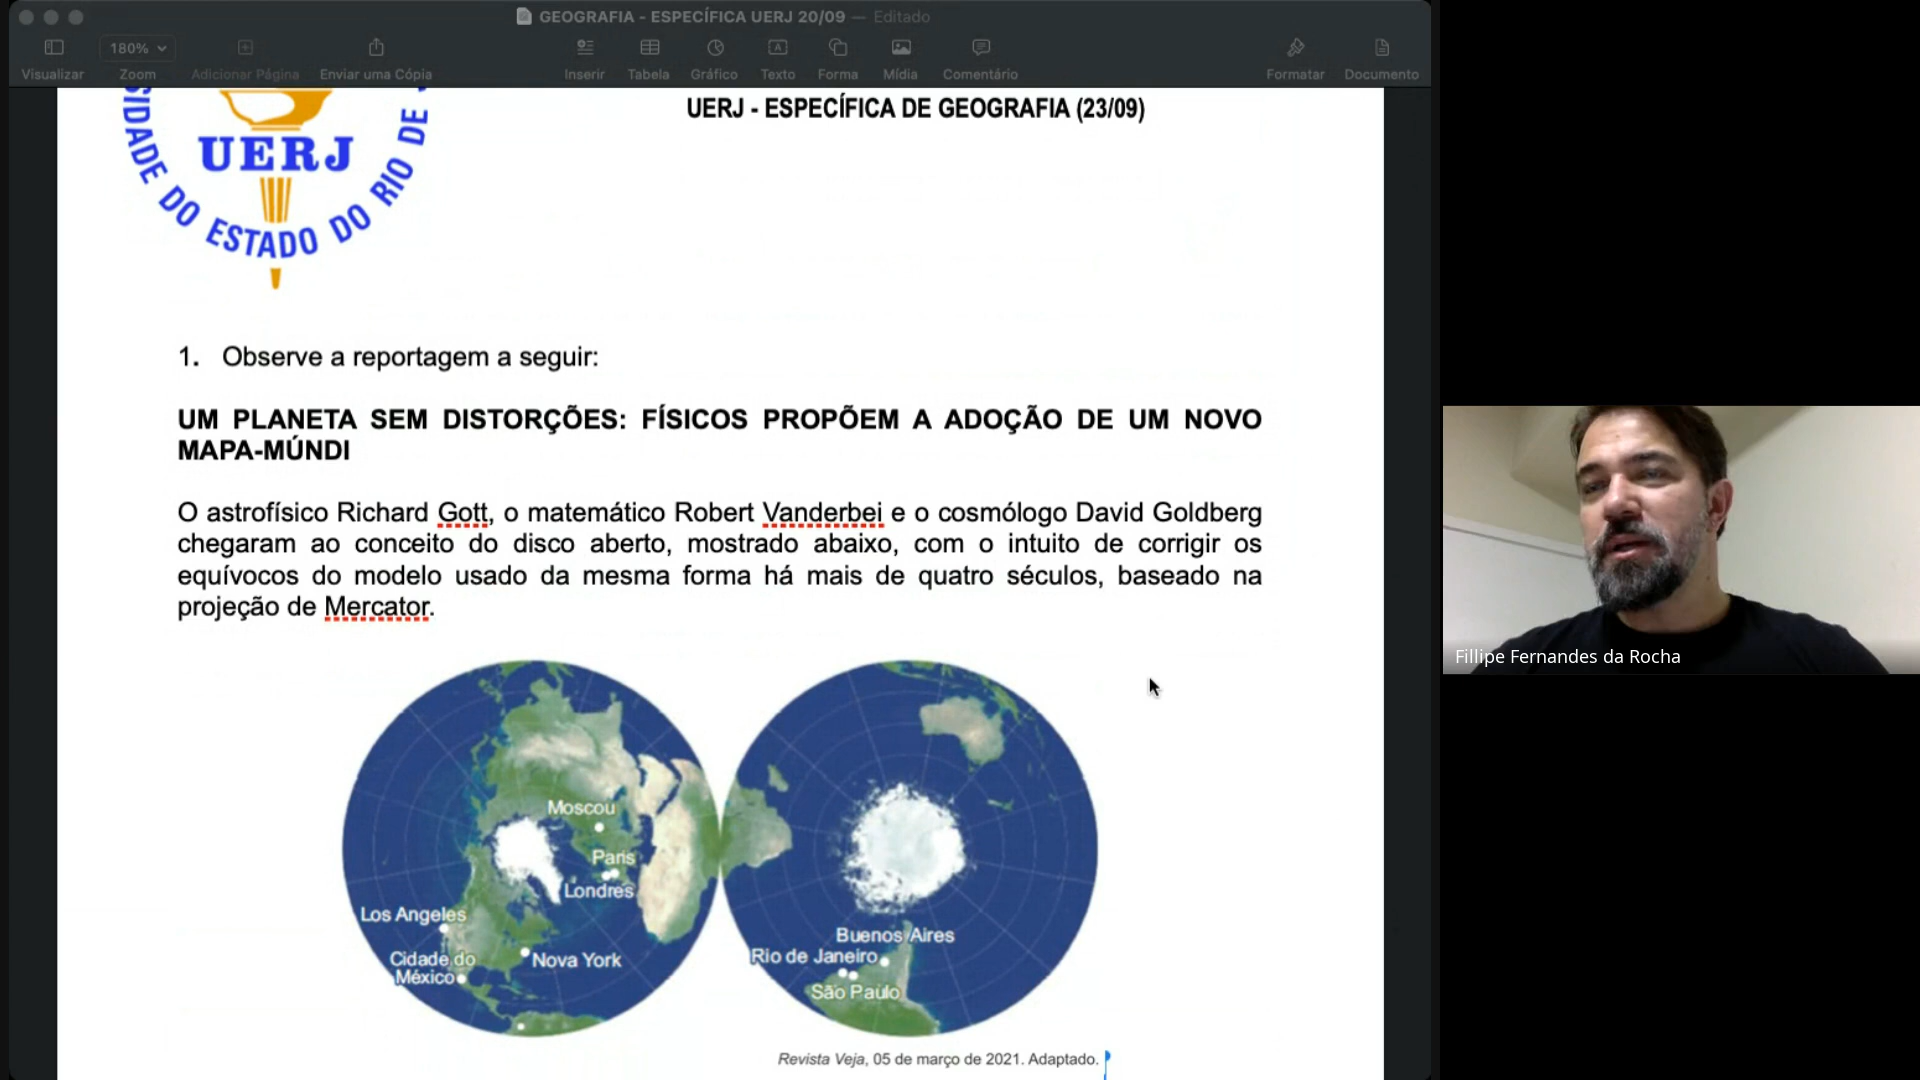 GEOGRAFIA - ESPECÍFICA UERJ 20/09 — Editado
180%
Visualizar Zoom Adicionar Página Enviar uma Cópia Inserir Tabela Gráfico Texto Forma Mídia Comentário Formatar Documento
SIDADE DO ESTADO DO RIO DE
UERJ
UERJ - ESPECÍFICA DE GEOGRAFIA (23/09)
1. Observe a reportagem a seguir:
UM PLANETA SEM DISTORÇÕES: FÍSICOS PROPÕEM A ADOÇÃO DE UM NOVO
MAPA-MÚNDI
O astrofísico Richard Gott, o matemático Robert Vanderbei e o cosmólogo David Goldberg
chegaram ao conceito do disco aberto, mostrado abaixo, com o intuito de corrigir os
equívocos do modelo usado da mesma forma há mais de quatro séculos, baseado na
projeção de Mercator.
Moscou
Paris
Londres
Los Angeles
Cidade do
México
Nova York
Buenos Aires
Rio de Janeiro
São Paulo
Revista Veja, 05 de março de 2021. Adaptado.
Fillipe Fernandes da Rocha